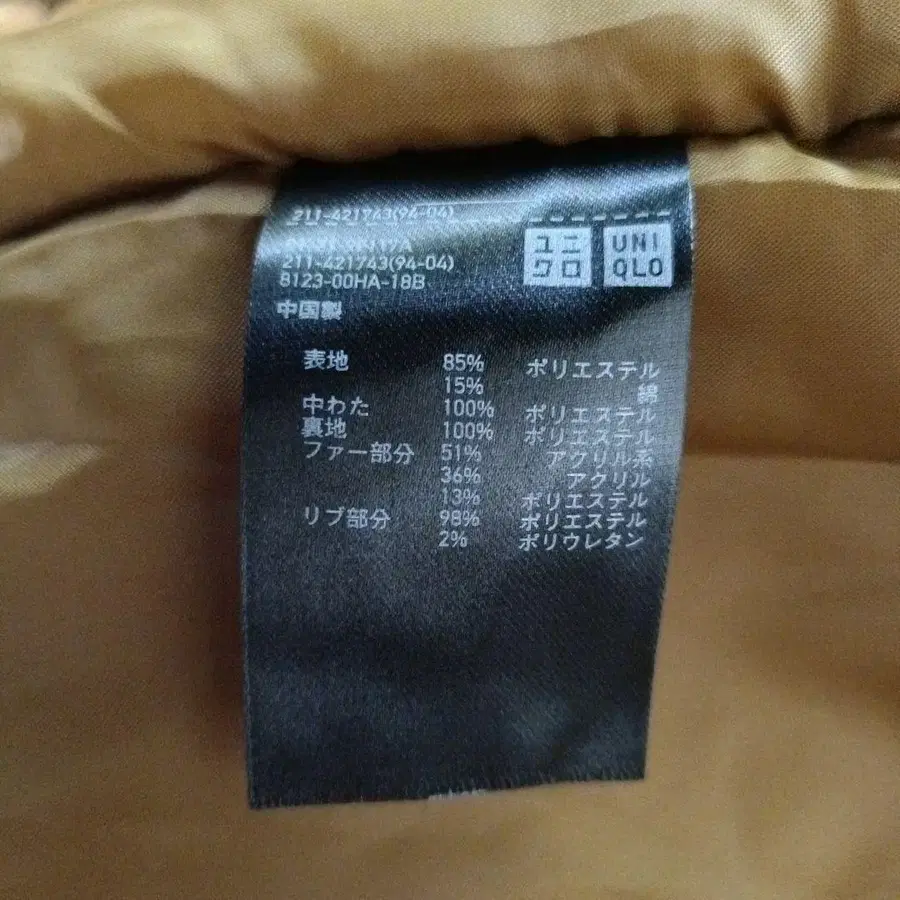 211-421743(94-04)
ユニクロ
UNIQLO
211-421743(94-04)
8123-00HA-18B
中国製
表地 85% ポリエステル
15% 綿
中わた 100% ポリエステル
裏地 100% ポリエステル
ファー部分 51% アクリル系
36% アクリル
13% ポリエステル
リブ部分 98% ポリエステル
2% ポリウレタン